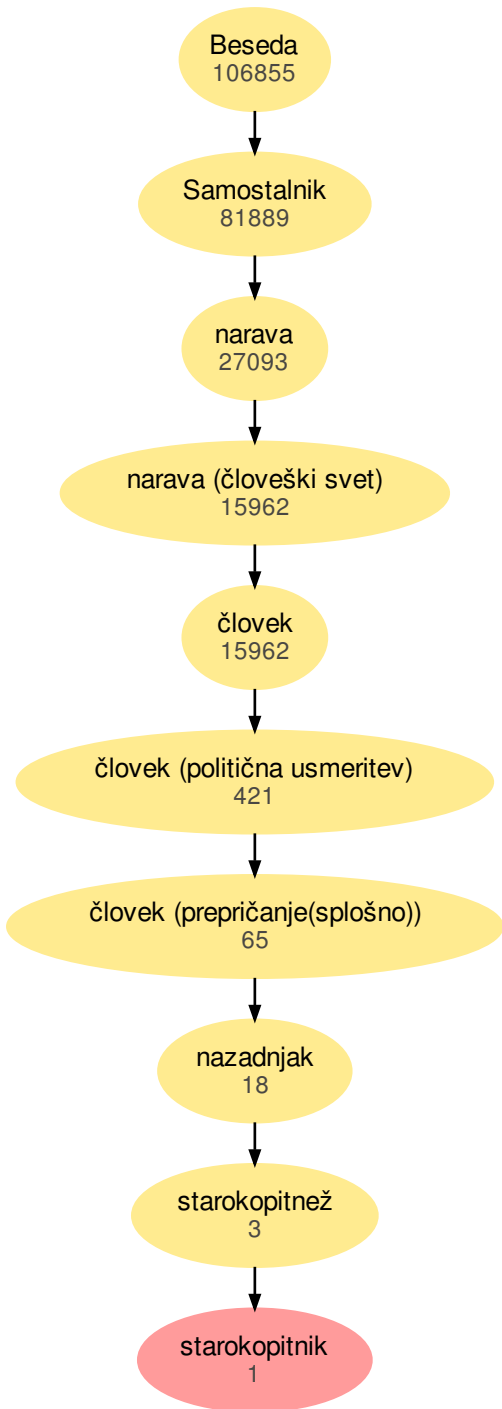 Beseda
106855
Samostalnik
81889
narava
27093
narava (človeški svet)
15962
človek
15962
človek (politična usmeritev)
421
človek (prepričanje(splošno))
65
nazadnjak
18
starokopitnež
3
starokopitnik
1